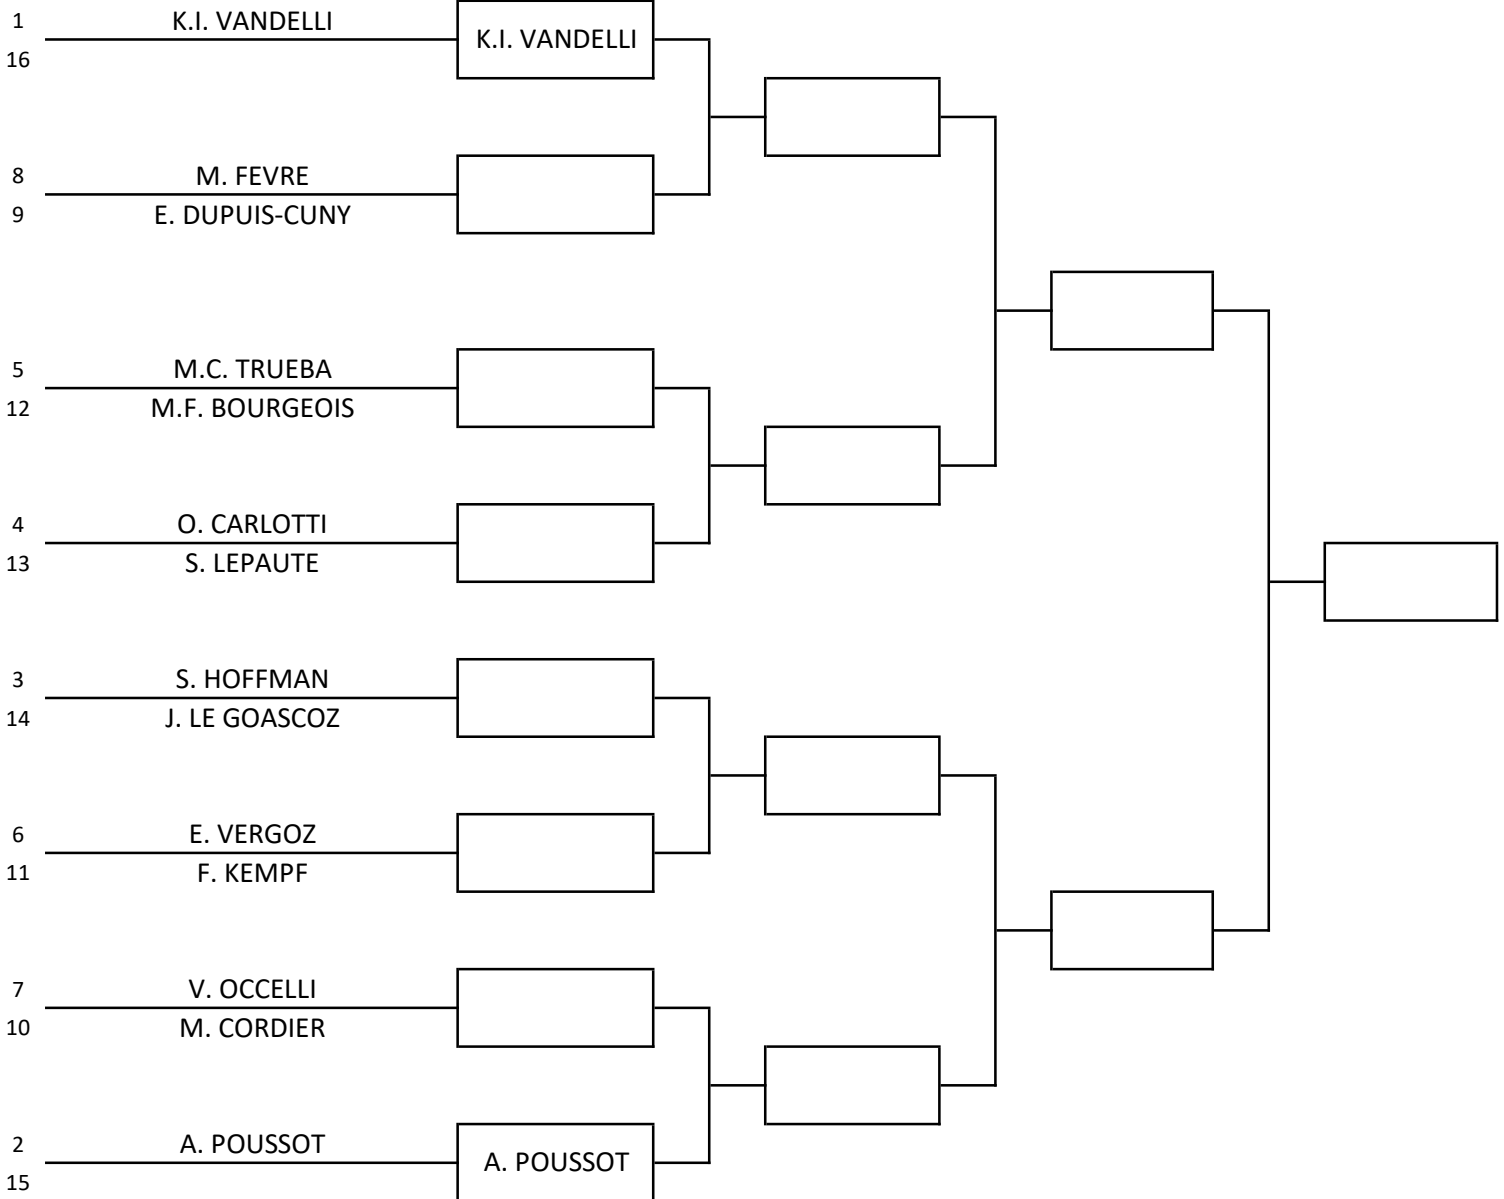 1 K.I. VANDELLI K.I. VANDELLI
16
8 M. FEVRE
9 E. DUPUIS-CUNY
5 M.C. TRUEBA
12 M.F. BOURGEOIS
4 O. CARLOTTI
13 S. LEPAUTE
3 S. HOFFMAN
14 J. LE GOASCOZ
6 E. VERGOZ
11 F. KEMPF
7 V. OCCELLI
10 M. CORDIER
2 A. POUSSOT A. POUSSOT
15